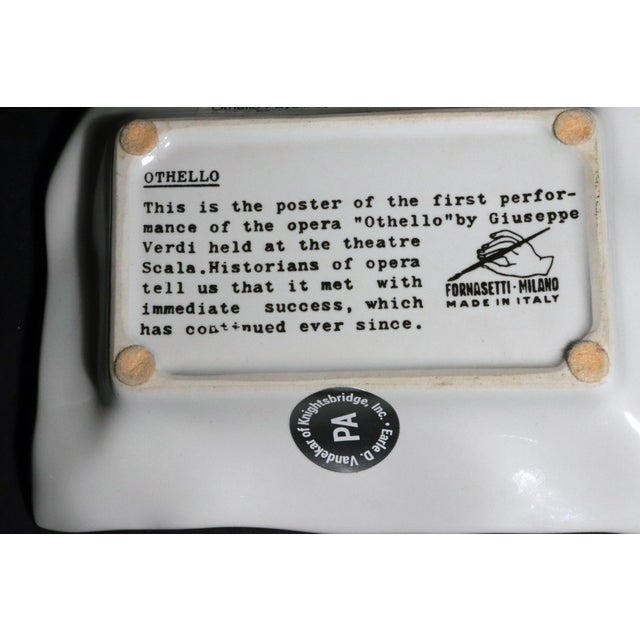 OTHELLO
This is the poster of the first perfor-
mance of the opera "Othello"by Giuseppe
Verdi held at the theatre
Scala.Historians of opera
tell us that it met with
immediate success, which
has continued ever since.
FORNASETTI·MILANO
MADE IN ITALY
Earle D. Vandekar of Knightsbridge, Inc. •
PA